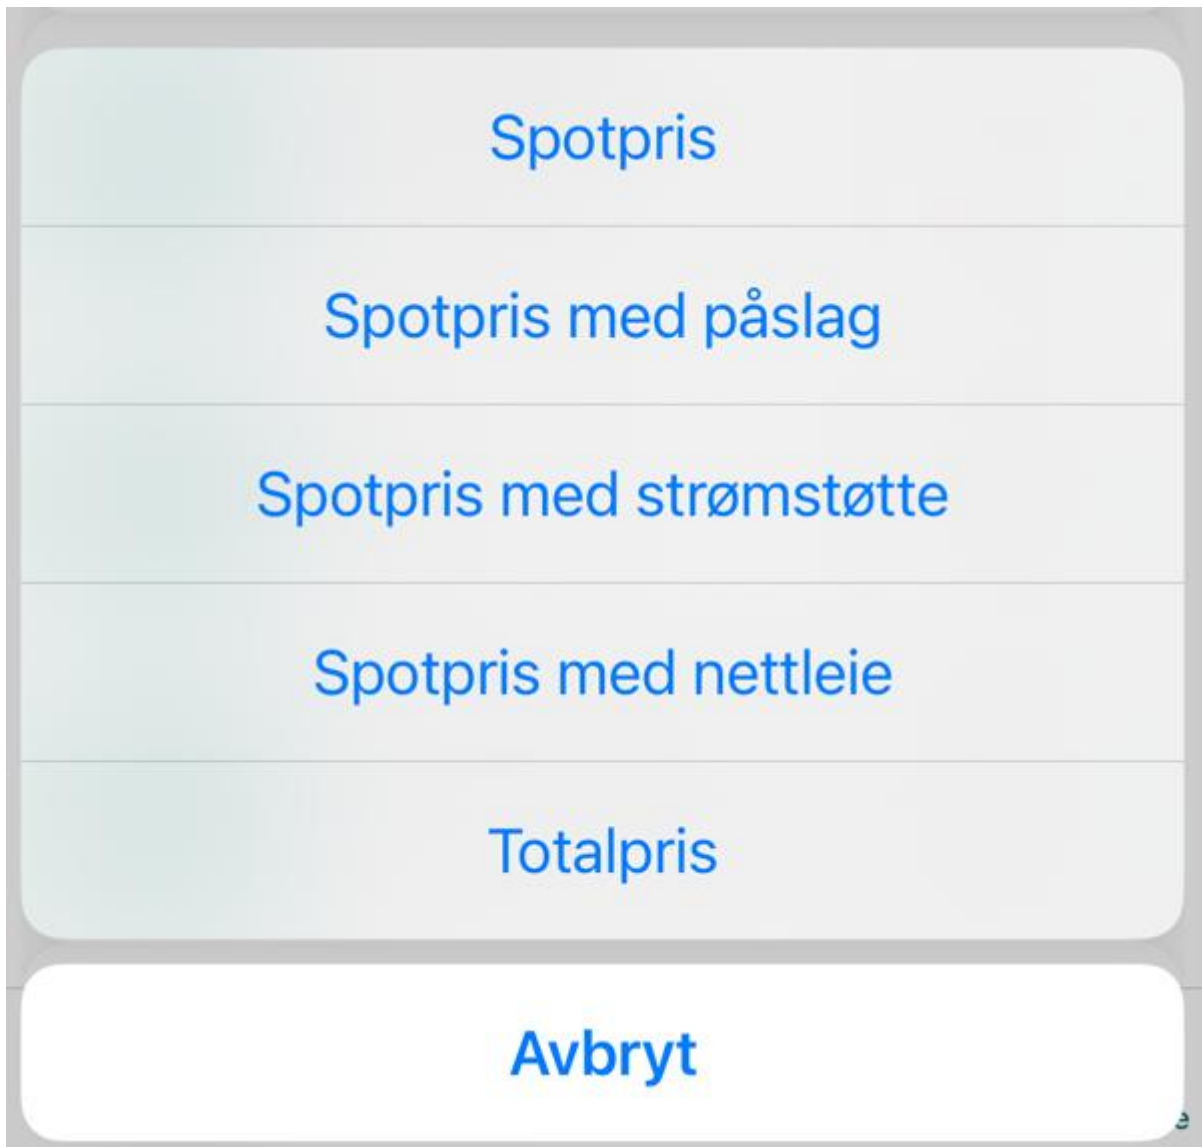 Spotpris
Spotpris med påslag
Spotpris med strømstøtte
Spotpris med nettleie
Totalpris
Avbryt